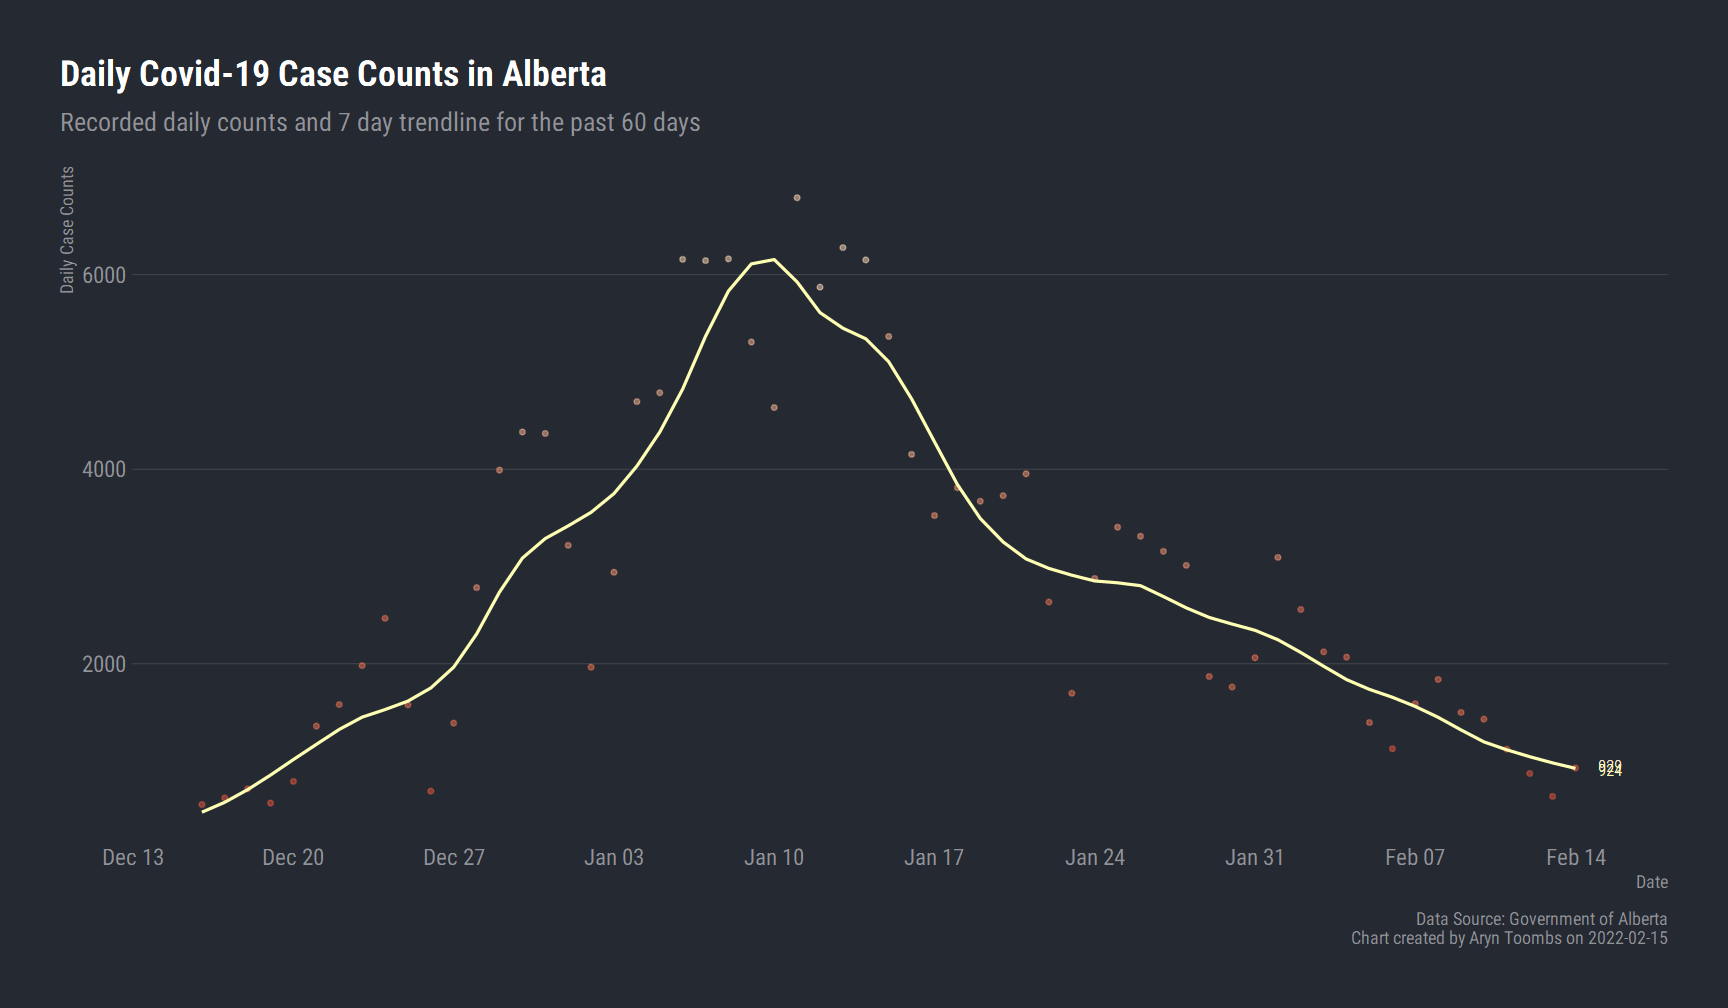 Daily Covid-19 Case Counts in Alberta
Recorded daily counts and 7 day trendline for the past 60 days
Daily Case Counts
6000
4000
2000
929
924
Dec 13 Dec 20 Dec 27 Jan 03 Jan 10 Jan 17 Jan 24 Jan 31 Feb 07 Feb 14
Date
Data Source: Government of Alberta
Chart created by Aryn Toombs on 2022-02-15